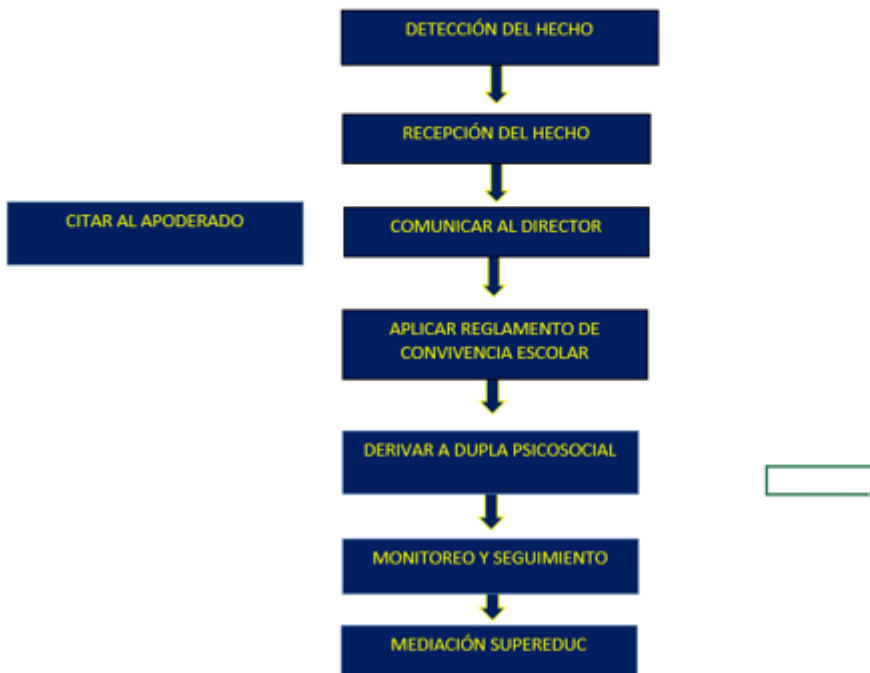 DETECCIÓN DEL HECHO
RECEPCIÓN DEL HECHO
CITAR AL APODERADO
COMUNICAR AL DIRECTOR
APLICAR REGLAMENTO DE
CONVIVENCIA ESCOLAR
DERIVAR A DUPLA PSICOSOCIAL
MONITOREO Y SEGUIMIENTO
MEDIACIÓN SUPEREDUC